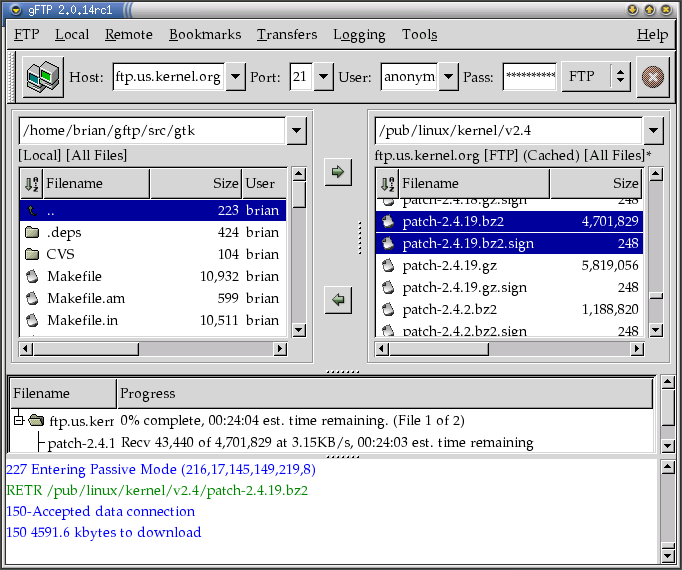 gFTP 2.0.14rc1
FTP Local Remote Bookmarks Transfers Logging Tools Help
Host: ftp.us.kernel.org Port: 21 User: anonym Pass: ********** FTP
/home/brian/gftp/src/gtk
[Local] [All Files]
Filename Size User
.. 223 brian
.deps 424 brian
CVS 104 brian
Makefile 10,932 brian
Makefile.am 599 brian
Makefile.in 10,511 brian
/pub/linux/kernel/v2.4
ftp.us.kernel.org [FTP] (Cached) [All Files]*
Filename Size
patch-2.4.18.gz.sign 248
patch-2.4.19.bz2 4,701,829
patch-2.4.19.bz2.sign 248
patch-2.4.19.gz 5,819,056
patch-2.4.19.gz.sign 248
patch-2.4.2.bz2 1,188,820
patch-2.4.2.bz2.sign 248
Filename Progress
ftp.us.kerr 0% complete, 00:24:04 est. time remaining. (File 1 of 2)
patch-2.4.1 Recv 43,440 of 4,701,829 at 3.15KB/s, 00:24:03 est. time remaining
227 Entering Passive Mode (216,17,145,149,219,8)
RETR /pub/linux/kernel/v2.4/patch-2.4.19.bz2
150-Accepted data connection
150 4591.6 kbytes to download